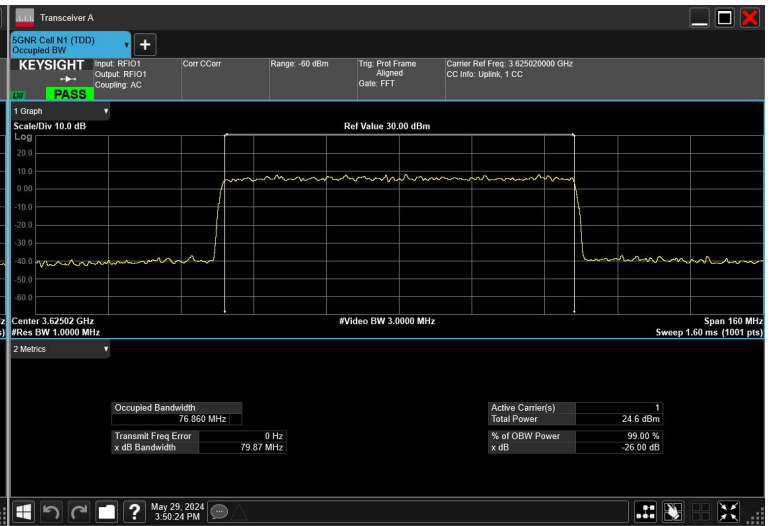 Transceiver A
5GNR Cell N1 (TDD)
Occupied BW
+
KEYSIGHT
Input: RFIO1
Output: RFIO1
Coupling: AC
Corr CCorr
Range: -60 dBm
Trig: Prot Frame
Aligned
Gate: FFT
Carrier Ref Freq: 3.625020000 GHz
CC Info: Uplink, 1 CC
LXI
PASS
1 Graph
Scale/Div 10.0 dB
Ref Value 30.00 dBm
Log
20.0
10.0
0.00
-10.0
-20.0
-30.0
-40.0
-50.0
-60.0
Center 3.62502 GHz
#Video BW 3.0000 MHz
Span 160 MHz
#Res BW 1.0000 MHz
Sweep 1.60 ms (1001 pts)
2 Metrics
Occupied Bandwidth
76.860 MHz
Transmit Freq Error 0 Hz
x dB Bandwidth 79.87 MHz
Active Carrier(s) 1
Total Power 24.6 dBm
% of OBW Power 99.00 %
x dB -26.00 dB
?
May 29, 2024
3:50:24 PM